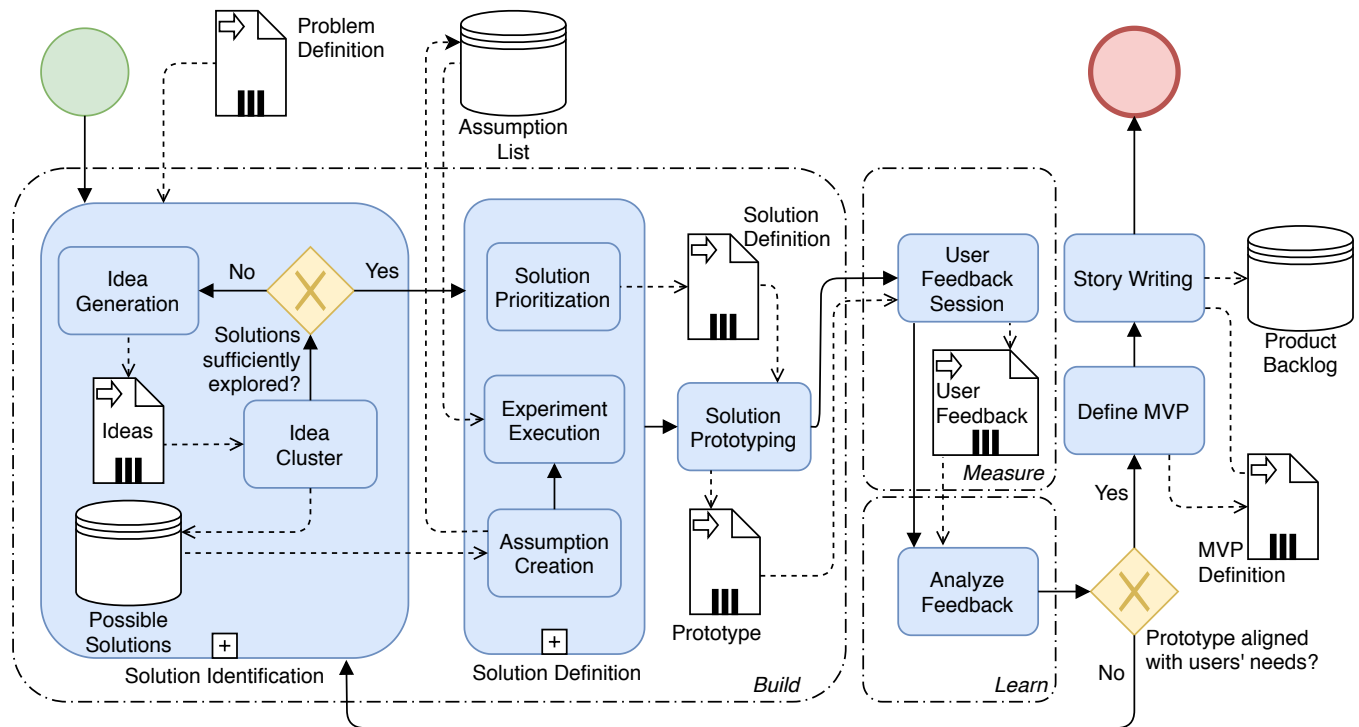 Problem
Definition
Assumption
List
Idea
Generation
No
Yes
Solutions
sufficiently
explored?
Ideas
Idea
Cluster
Possible
Solutions
+
Solution Identification
Solution
Prioritization
Experiment
Execution
Assumption
Creation
+
Solution Definition
Solution
Definition
Solution
Prototyping
Prototype
Build
User
Feedback
Session
User
Feedback
Measure
Analyze
Feedback
Learn
Story Writing
Product
Backlog
Define MVP
Yes
MVP
Definition
Prototype aligned
with users' needs?
No